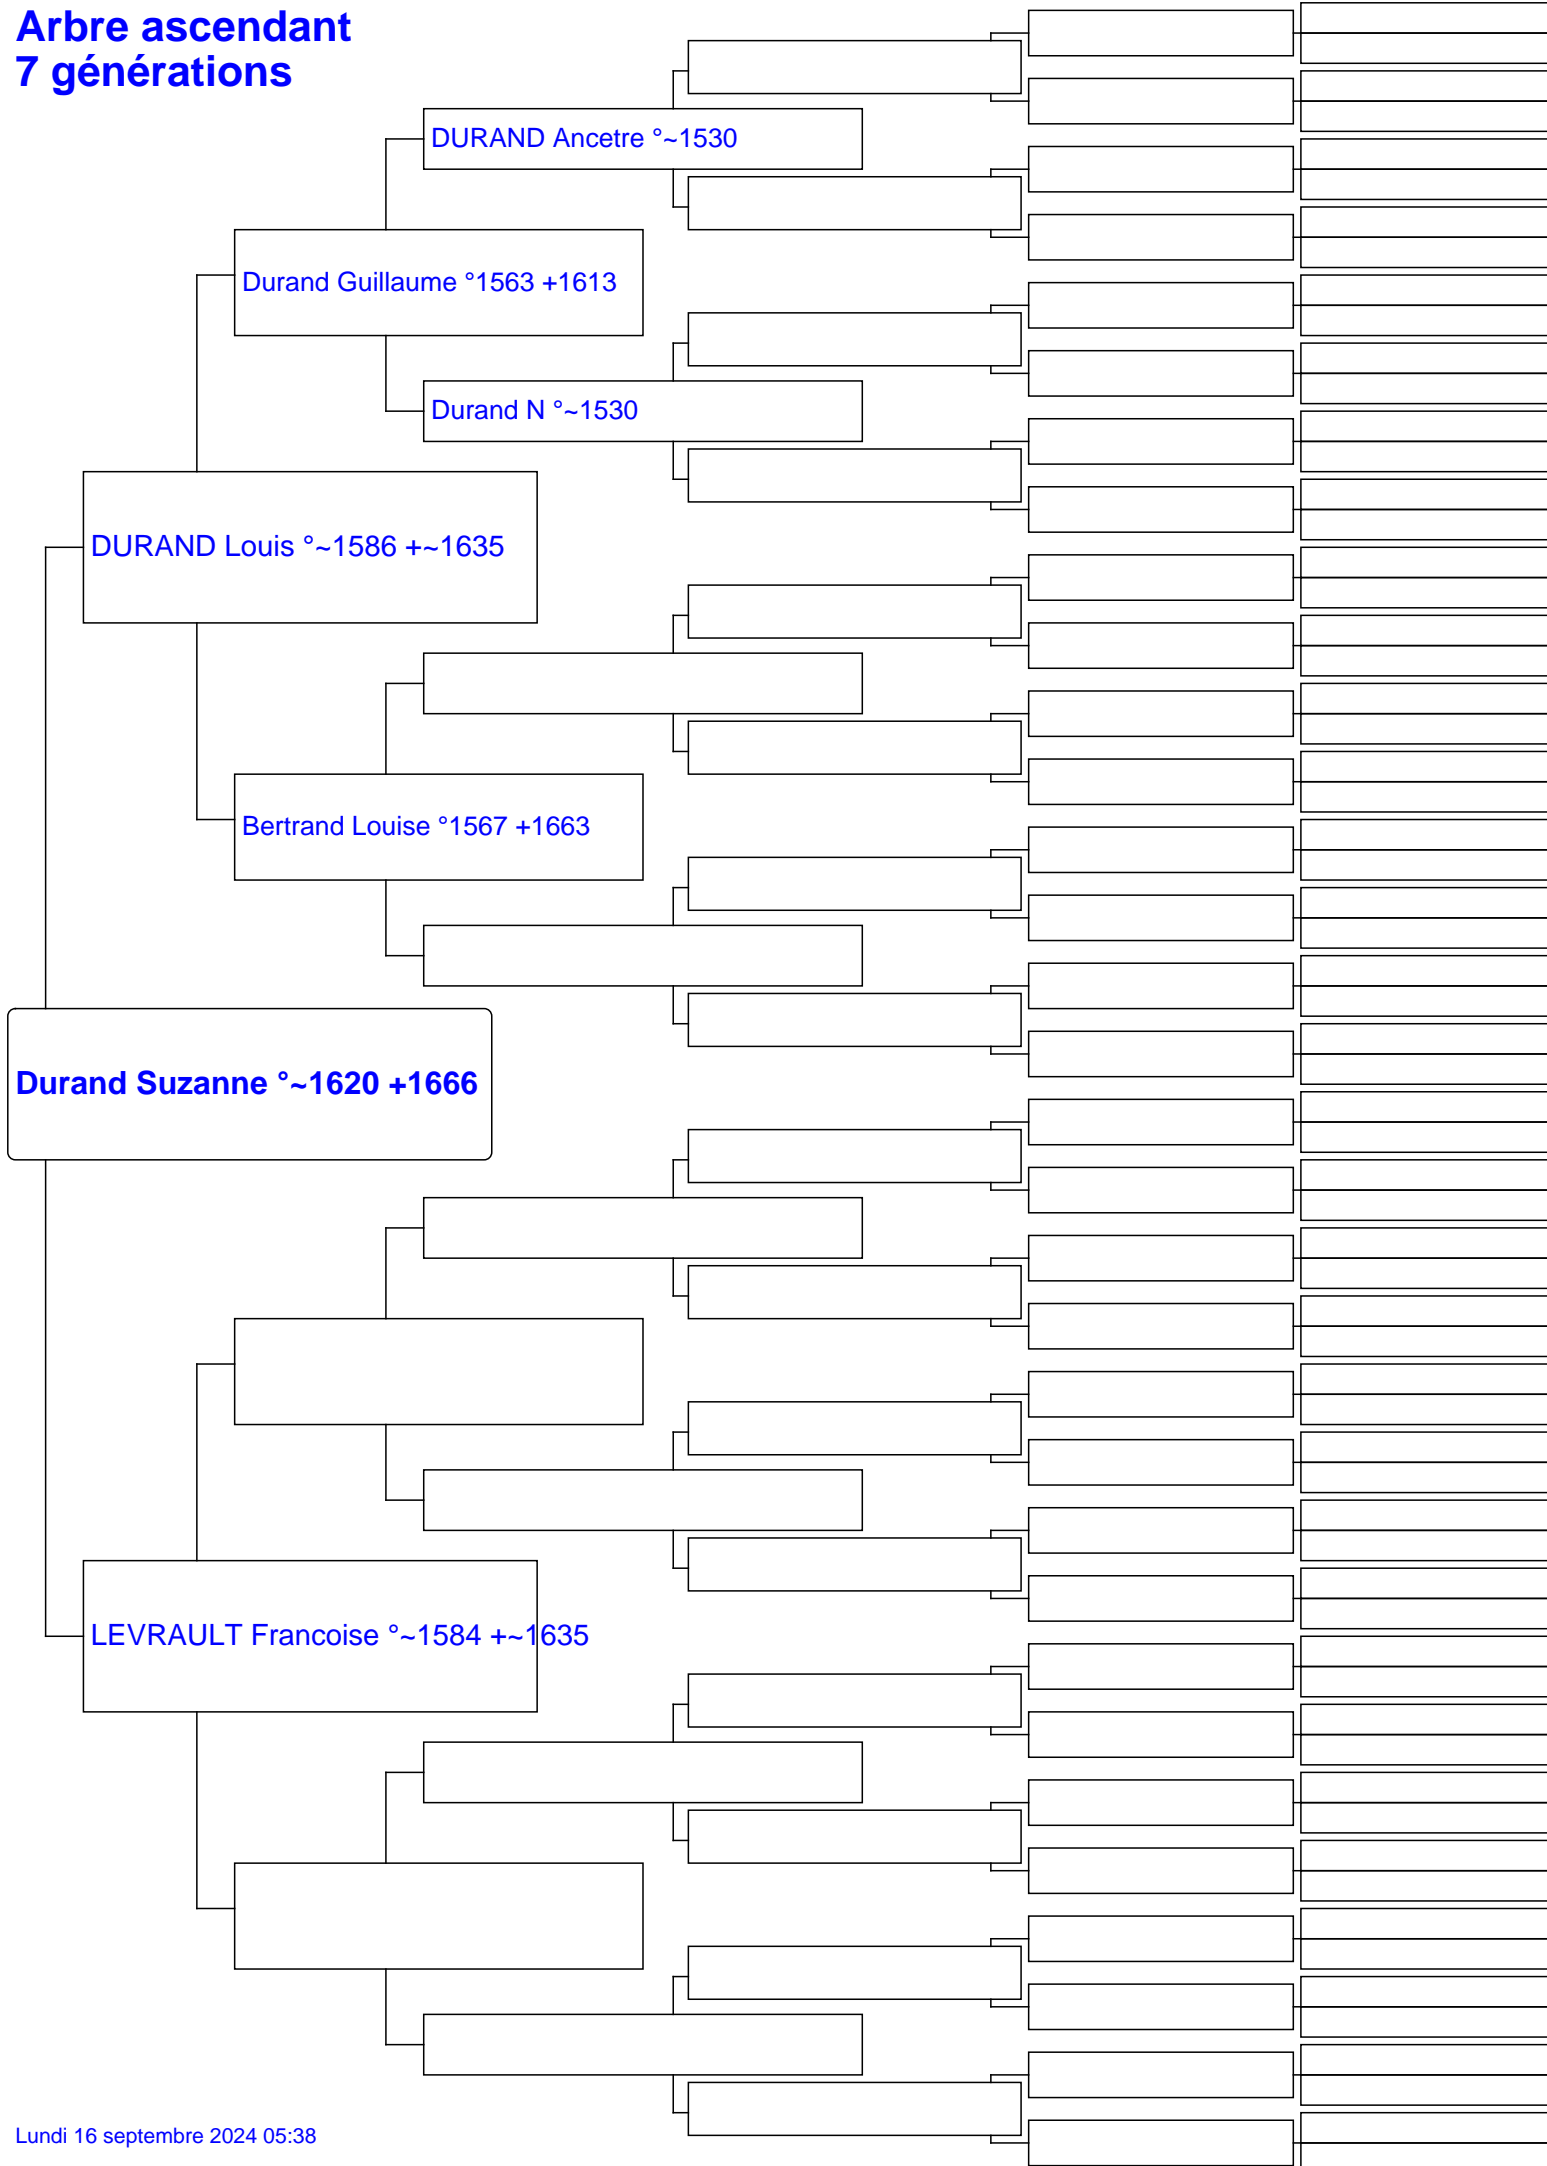 Arbre ascendant
7 générations
DURAND Ancetre °~1530
Durand Guillaume °1563 +1613
Durand N °~1530
DURAND Louis °~1586 +~1635
Bertrand Louise °1567 +1663
Durand Suzanne °~1620 +1666
LEVRAULT Francoise °~1584 +~1635
Lundi 16 septembre 2024 05:38